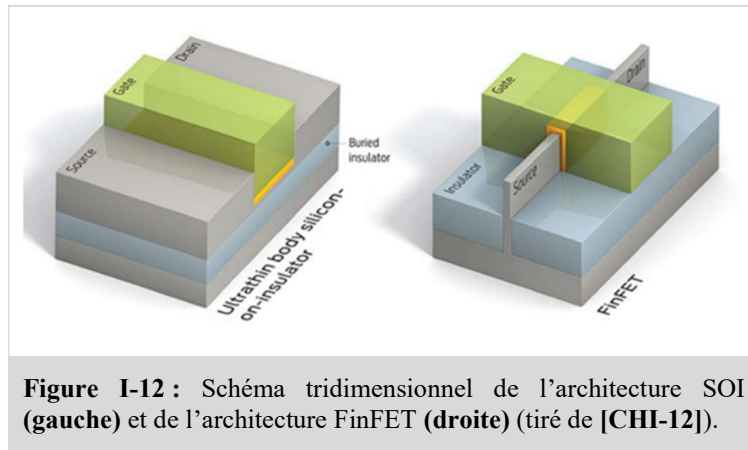 Gate
Drain
Source
Buried
insulator
Ultrathin body silicon-
on-insulator
Gate
Drain
Source
Insulator
FinFET
Figure I-12 : Schéma tridimensionnel de l’architecture SOI
(gauche) et de l’architecture FinFET (droite) (tiré de [CHI-12]).